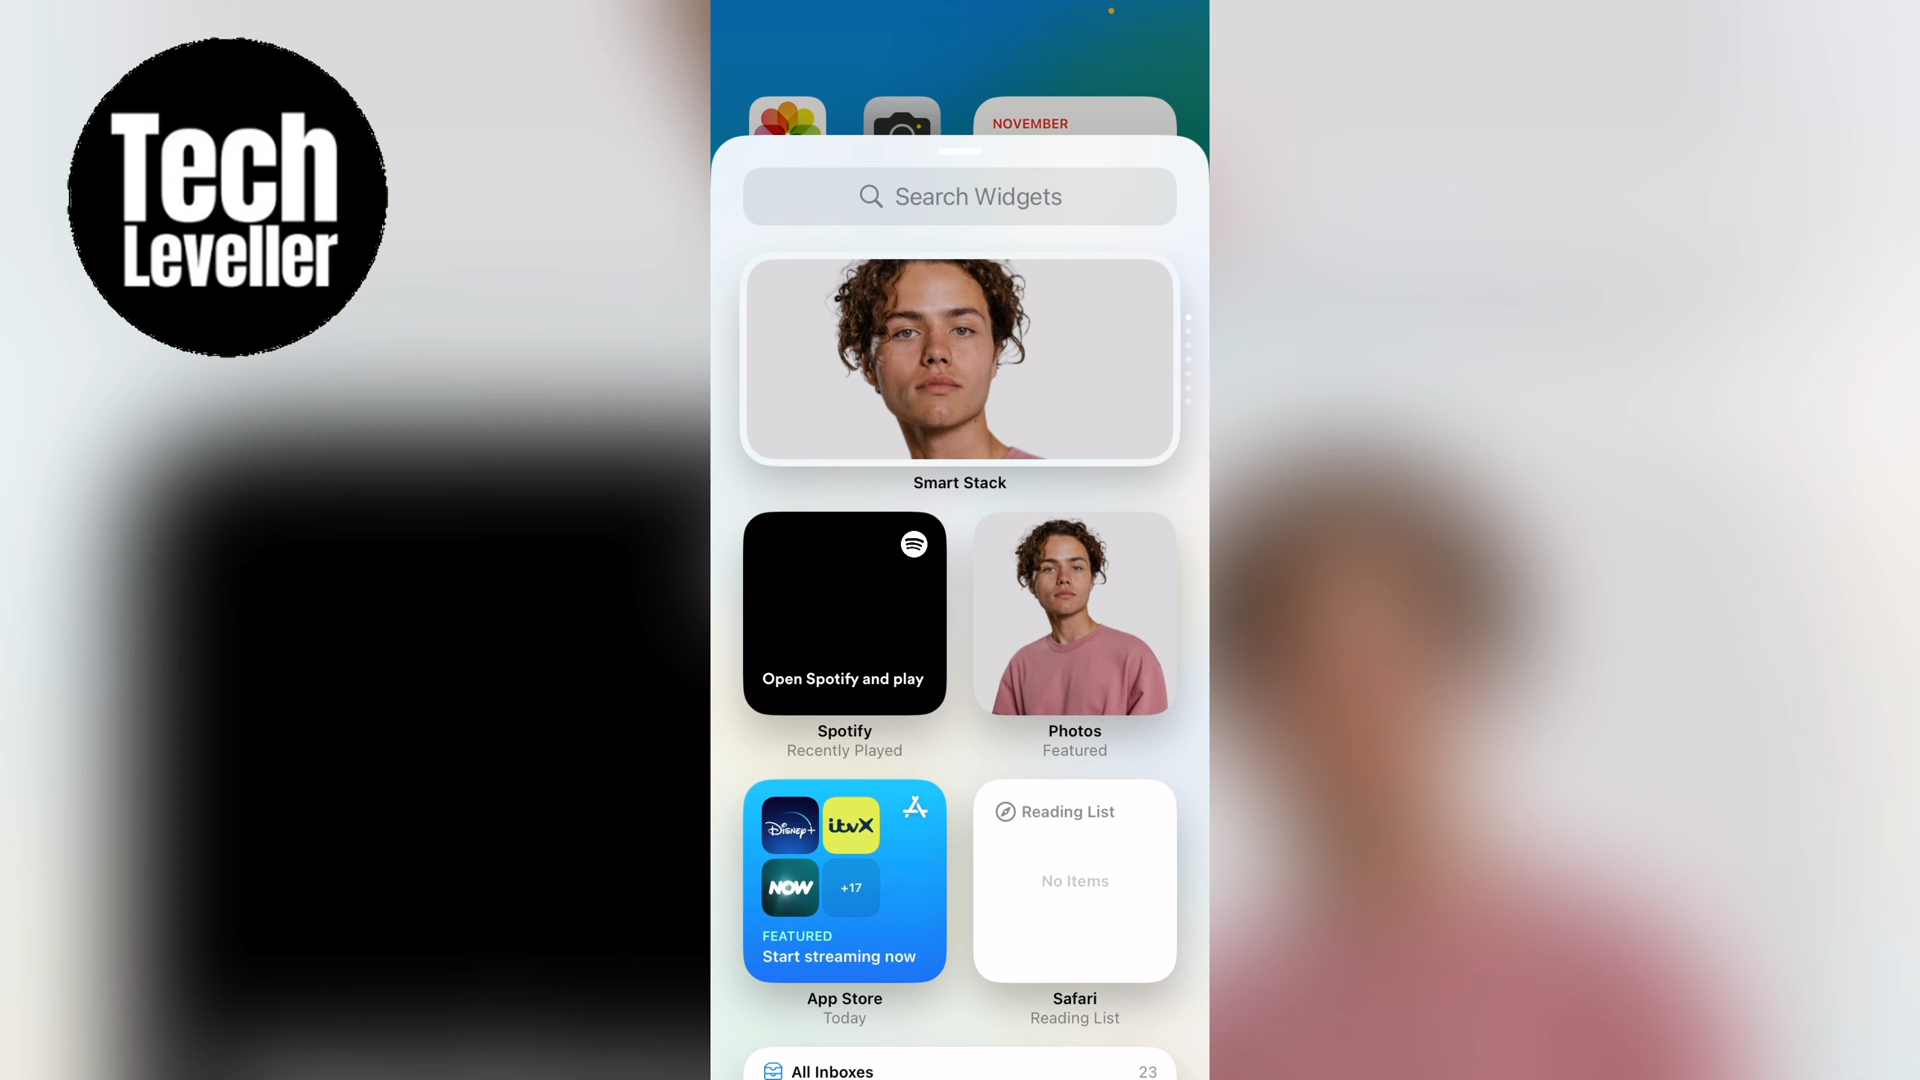 Tech
Leveller
NOVEMBER
Search Widgets
Smart Stack
Open Spotify and play
Spotify
Recently Played
Photos
Featured
Disney+
itvX
NOW
+17
FEATURED
Start streaming now
App Store
Today
Reading List
No Items
Safari
Reading List
All Inboxes
23